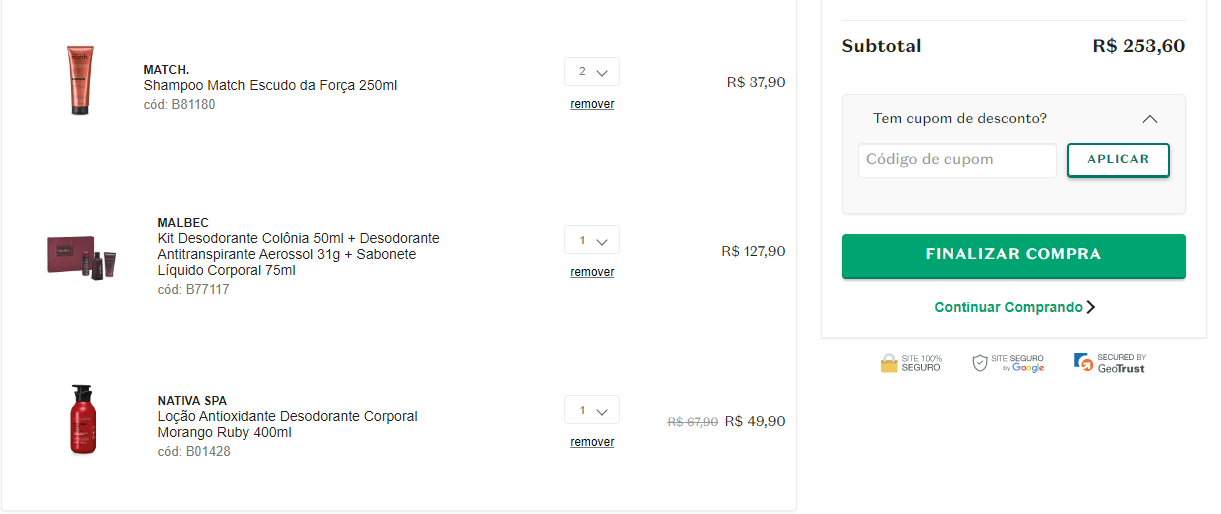 MATCH.
Shampoo Match Escudo da Força 250ml
cód: B81180
2
remover
R$ 37,90
MALBEC
Kit Desodorante Colônia 50ml + Desodorante
Antitranspirante Aerossol 31g + Sabonete
Líquido Corporal 75ml
cód: B77117
1
remover
R$ 127,90
NATIVA SPA
Loção Antioxidante Desodorante Corporal
Morango Ruby 400ml
cód: B01428
1
remover
R$ 67,90 R$ 49,90
Subtotal R$ 253,60
Tem cupom de desconto?
Código de cupom APLICAR
FINALIZAR COMPRA
Continuar Comprando
SITE 100%
SEGURO
SITE SEGURO
by Google
SECURED BY
GeoTrust